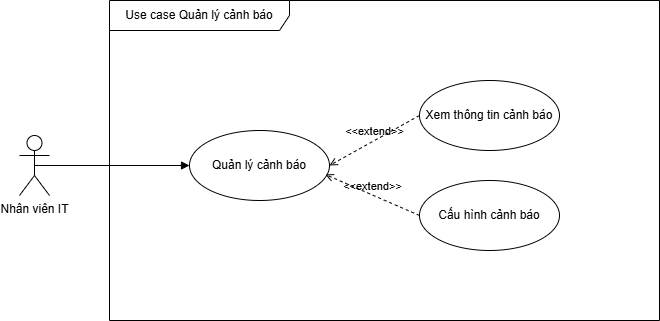 Use case Quản lý cảnh báo
Xem thông tin cảnh báo
<<extend>>
Quản lý cảnh báo
<<extend>>
Nhân viên IT
Cấu hình cảnh báo